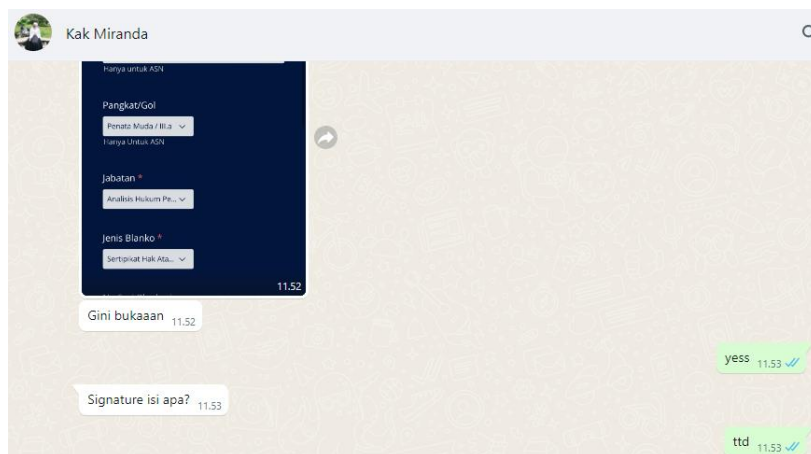 Kak Miranda
Hanya untuk ASN
Pangkat/Gol
Penata Muda / III.a
Hanya Untuk ASN
Jabatan *
Analisis Hukum Pe...
Jenis Blanko *
Sertipikat Hak Ata...
11.52
Gini bukaaan 11.52
yess 11.53
Signature isi apa? 11.53
ttd 11.53